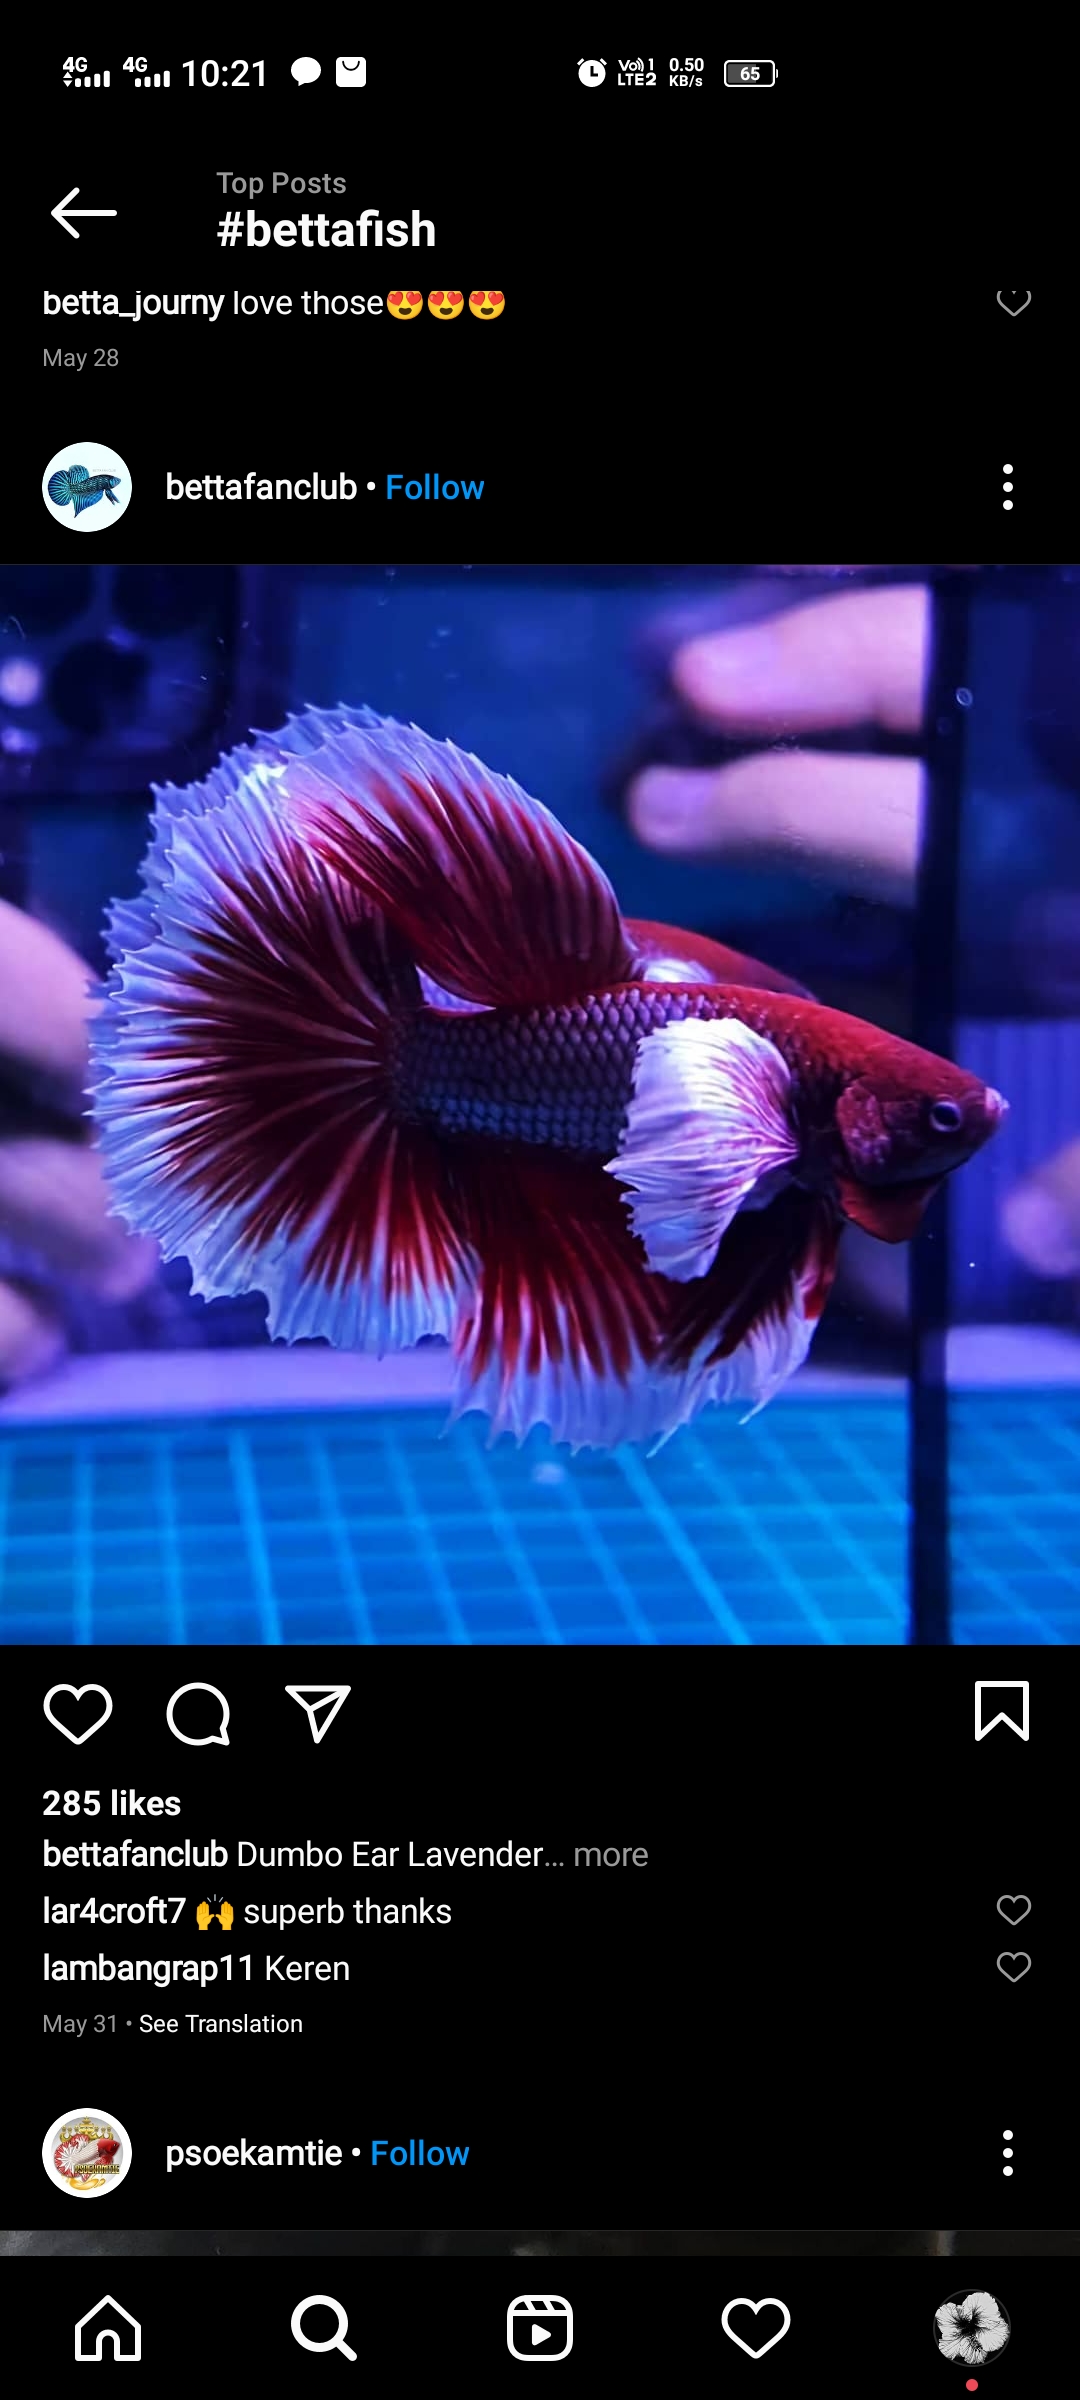 4G 4G 10:21 Vo) 1 LTE2 0.50 KB/s 65
Top Posts
#bettafish
betta_journy love those😍😍😍
May 28
bettafanclub • Follow
285 likes
bettafanclub Dumbo Ear Lavender... more
lar4croft7 🙌 superb thanks
lambangrap11 Keren
May 31 • See Translation
psoekamtie • Follow